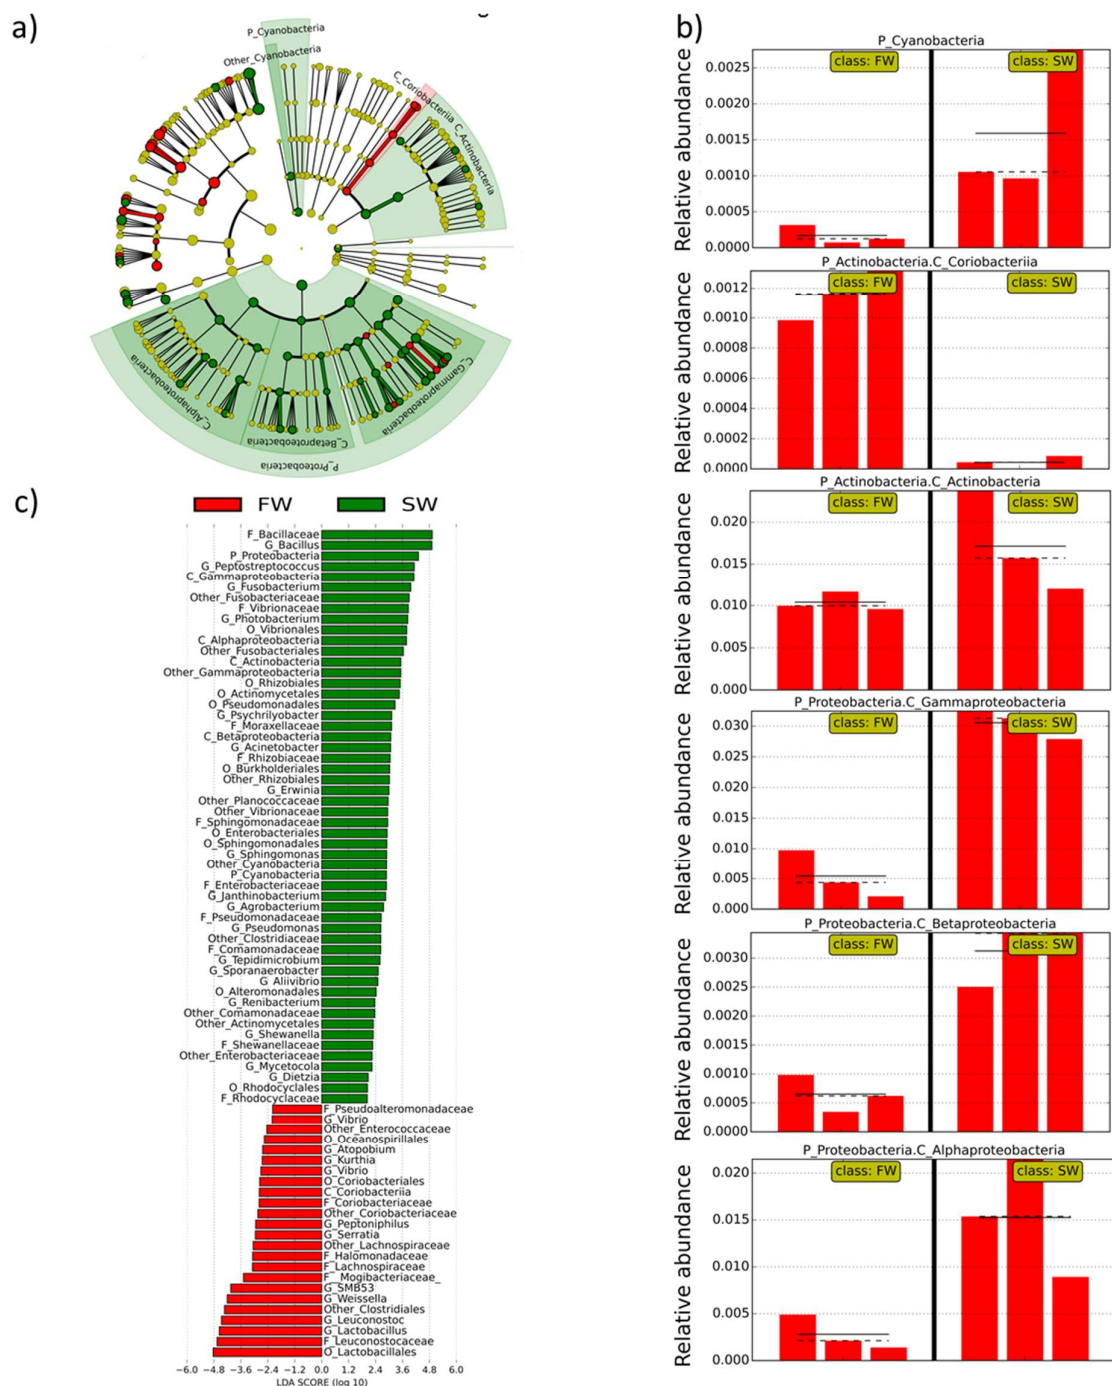 a)
P_Cyanobacteria
Other_Cyanobacteria
C_Coriobacteriia
C_Actinobacteria
C_Gammaproteobacteria
C_Betaproteobacteria
C_Alphaproteobacteria
P_Proteobacteria
b)
P_Cyanobacteria
class: FW
class: SW
Relative abundance
0.0025
0.0020
0.0015
0.0010
0.0005
0.0000
P_Actinobacteria.C_Coriobacteriia
class: FW
class: SW
Relative abundance
0.0012
0.0010
0.0008
0.0006
0.0004
0.0002
0.0000
P_Actinobacteria.C_Actinobacteria
class: FW
class: SW
Relative abundance
0.020
0.015
0.010
0.005
0.000
P_Proteobacteria.C_Gammaproteobacteria
class: FW
class: SW
Relative abundance
0.030
0.025
0.020
0.015
0.010
0.005
0.000
P_Proteobacteria.C_Betaproteobacteria
class: FW
class: SW
Relative abundance
0.0030
0.0025
0.0020
0.0015
0.0010
0.0005
0.0000
P_Proteobacteria.C_Alphaproteobacteria
class: FW
class: SW
Relative abundance
0.020
0.015
0.010
0.005
0.000
c)
FW SW
F_Bacillaceae
G_Bacillus
P_Proteobacteria
G_Peptostreptococcus
C_Gammaproteobacteria
G_Fusobacterium
Other_Fusobacteriaceae
F_Vibrionaceae
G_Photobacterium
O_Vibrionales
C_Alphaproteobacteria
Other_Fusobacteriales
C_Actinobacteria
Other_Gammaproteobacteria
O_Rhizobiales
O_Actinomycetales
O_Pseudomonadales
G_Psychrilyobacter
F_Moraxellaceae
C_Betaproteobacteria
G_Acinetobacter
F_Rhizobiaceae
O_Burkholderiales
Other_Rhizobiales
G_Erwinia
Other_Planococcaceae
Other_Vibrionaceae
F_Sphingomonadaceae
O_Enterobacteriales
O_Sphingomonadales
G_Sphingomonas
Other_Cyanobacteria
P_Cyanobacteria
F_Enterobacteriaceae
G_Janthinobacterium
G_Agrobacterium
F_Pseudomonadaceae
G_Pseudomonas
Other_Clostridiaceae
F_Comamonadaceae
G_Tepidimicrobium
G_Sporanaerobacter
G_Aliivibrio
O_Alteromonadales
G_Renibacterium
Other_Comamonadaceae
Other_Actinomycetales
G_Shewanella
F_Shewanellaceae
Other_Enterobacteriaceae
G_Mycetocola
G_Dietzia
O_Rhodocyclales
F_Rhodocyclaceae
F_Pseudoalteromonadaceae
G_Vibrio
Other_Enterococcaceae
O_Oceanospirillales
G_Atopobium
G_Kurthia
G_Vibrio
O_Coriobacteriales
C_Coriobacteriia
F_Coriobacteriaceae
Other_Coriobacteriaceae
G_Peptoniphilus
G_Serratia
Other_Lachnospiraceae
F_Halomonadaceae
F_Lachnospiraceae
F__Mogibacteriaceae_
G_SMB53
G_Weissella
Other_Clostridiales
G_Leuconostoc
G_Lactobacillus
F_Leuconostocaceae
O_Lactobacillales
−6.0 −4.8 −3.6 −2.4 −1.2 0.0 1.2 2.4 3.6 4.8 6.0
LDA SCORE (log 10)